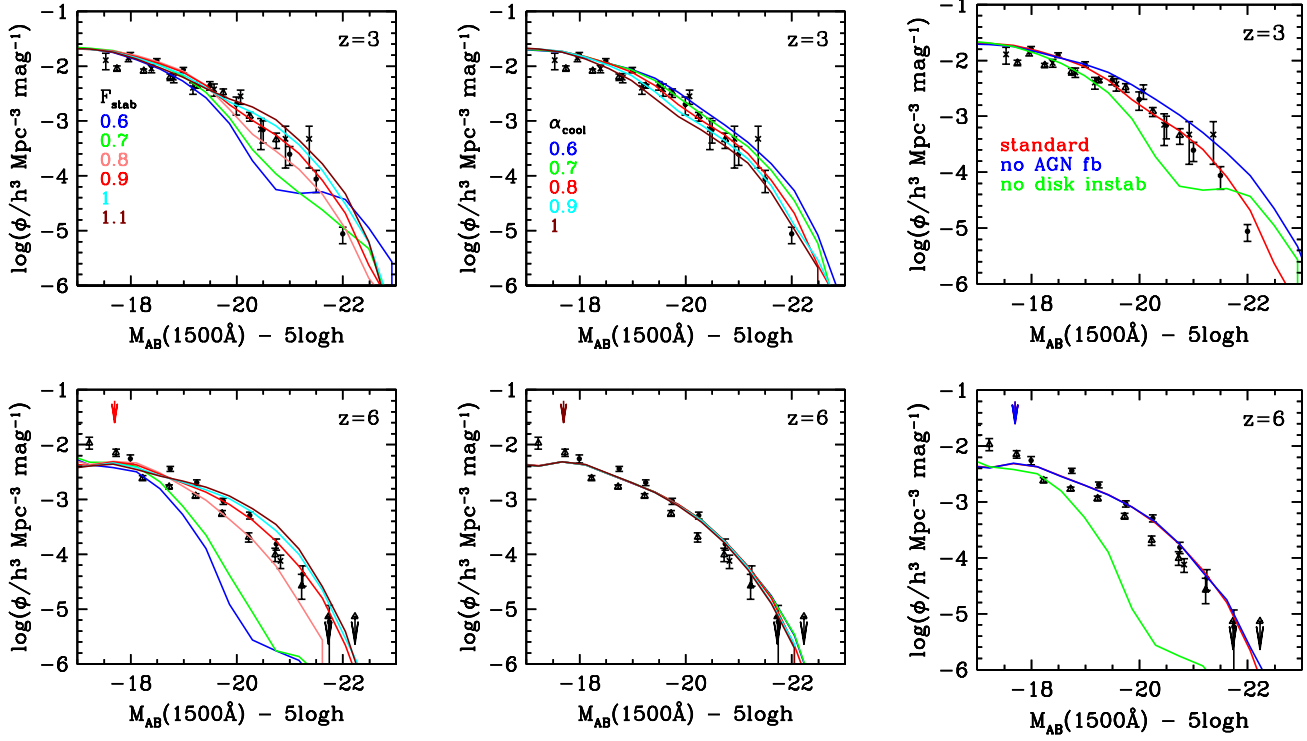 −1
−2
−3
−4
−5
−6
log(ϕ/h³ Mpc⁻³ mag⁻¹)
z=3
F_stab
0.6
0.7
0.8
0.9
1
1.1
−18 −20 −22
M_AB(1500Å) − 5logh
−1
−2
−3
−4
−5
−6
log(ϕ/h³ Mpc⁻³ mag⁻¹)
z=3
α_cool
0.6
0.7
0.8
0.9
1
−18 −20 −22
M_AB(1500Å) − 5logh
−1
−2
−3
−4
−5
−6
log(ϕ/h³ Mpc⁻³ mag⁻¹)
z=3
standard
no AGN fb
no disk instab
−18 −20 −22
M_AB(1500Å) − 5logh
−1
−2
−3
−4
−5
−6
log(ϕ/h³ Mpc⁻³ mag⁻¹)
z=6
−18 −20 −22
M_AB(1500Å) − 5logh
−1
−2
−3
−4
−5
−6
log(ϕ/h³ Mpc⁻³ mag⁻¹)
z=6
−18 −20 −22
M_AB(1500Å) − 5logh
−1
−2
−3
−4
−5
−6
log(ϕ/h³ Mpc⁻³ mag⁻¹)
z=6
−18 −20 −22
M_AB(1500Å) − 5logh